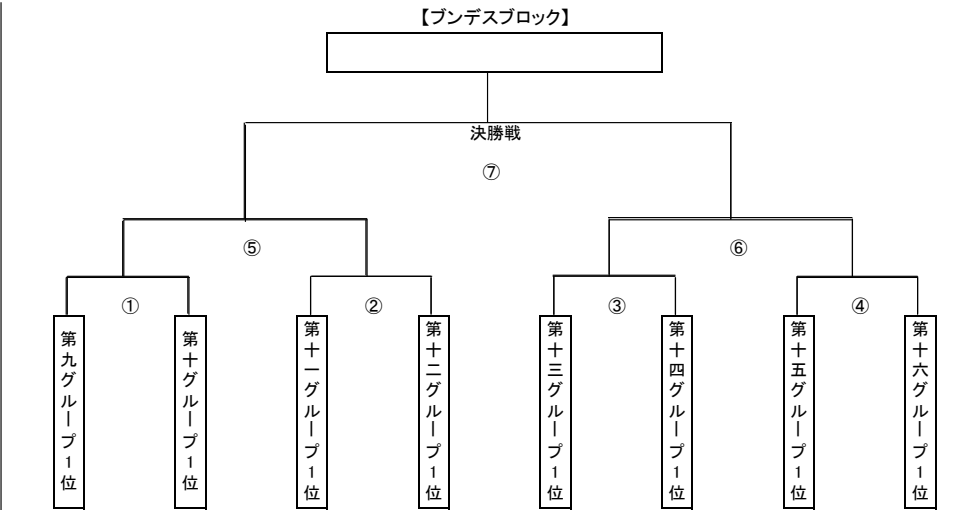 【ブンデスブロック】
決勝戦
⑦
⑤
⑥
①
②
③
④
第九グループ1位
第十グループ1位
第十一グループ1位
第十二グループ1位
第十三グループ1位
第十四グループ1位
第十五グループ1位
第十六グループ1位